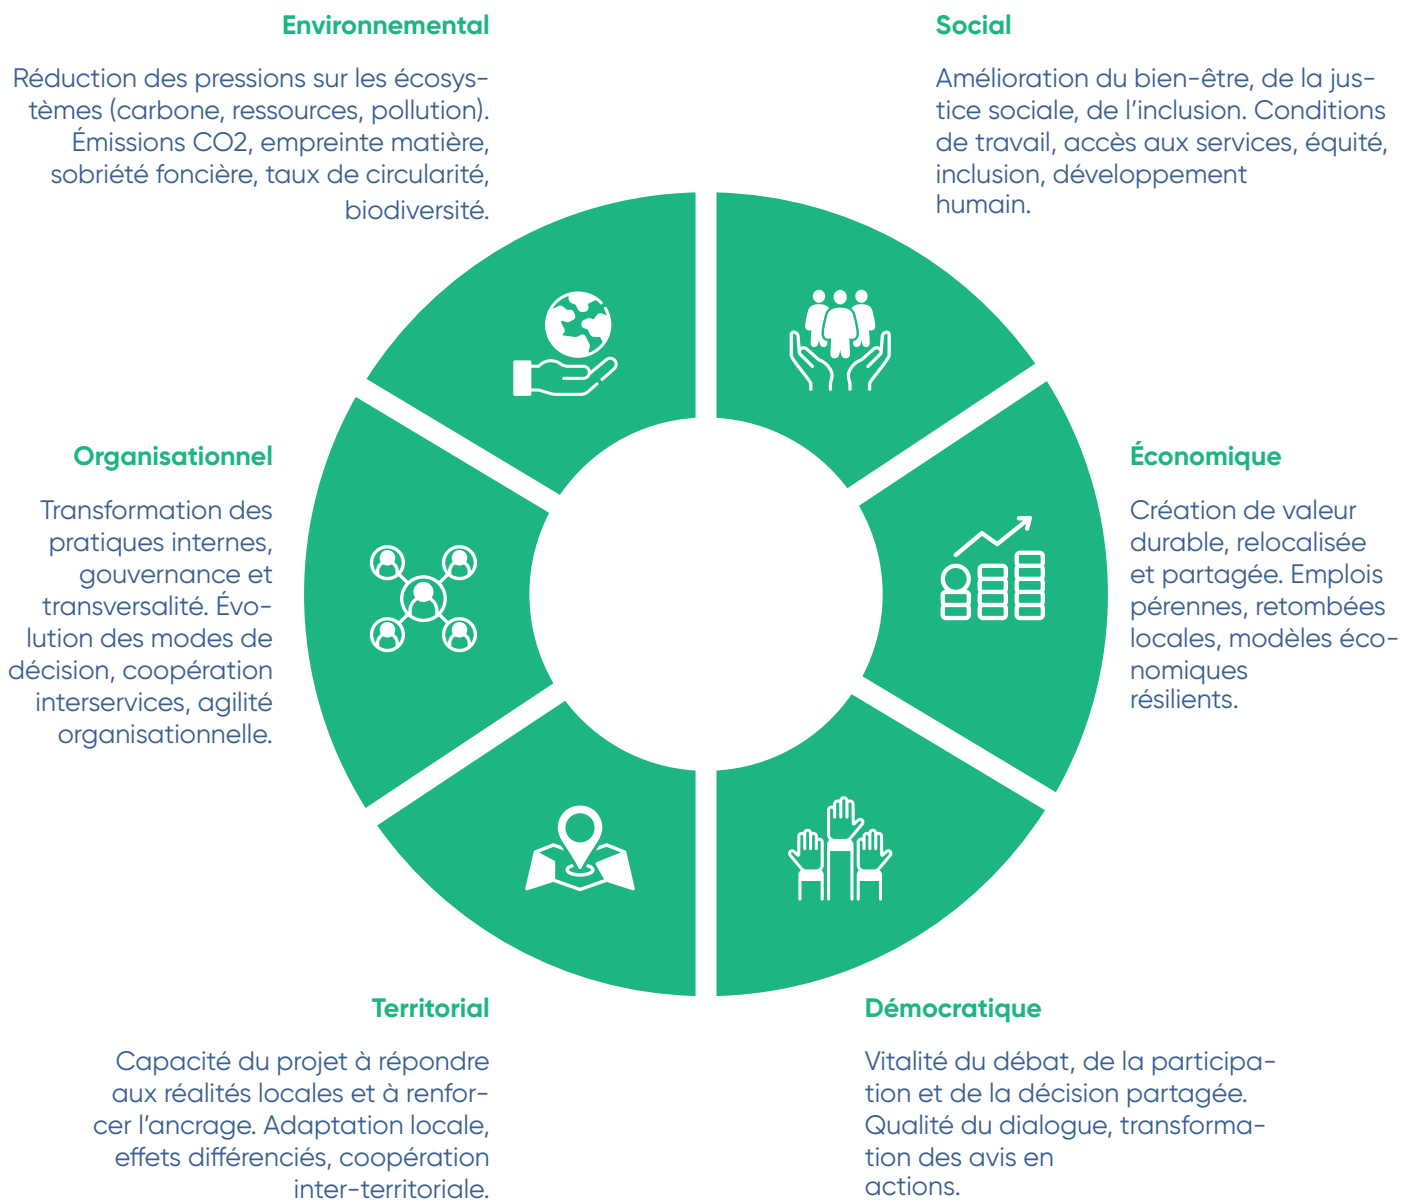 Environnemental
Réduction des pressions sur les écosys-
tèmes (carbone, ressources, pollution).
Émissions CO2, empreinte matière,
sobriété foncière, taux de circularité,
biodiversité.
Social
Amélioration du bien-être, de la jus-
tice sociale, de l'inclusion. Conditions
de travail, accès aux services, équité,
inclusion, développement
humain.
Organisationnel
Transformation des
pratiques internes,
gouvernance et
transversalité. Évo-
lution des modes de
décision, coopération
interservices, agilité
organisationnelle.
Économique
Création de valeur
durable, relocalisée
et partagée. Emplois
pérennes, retombées
locales, modèles éco-
nomiques
résilients.
Territorial
Capacité du projet à répondre
aux réalités locales et à renfor-
cer l'ancrage. Adaptation locale,
effets différenciés, coopération
inter-territoriale.
Démocratique
Vitalité du débat, de la participa-
tion et de la décision partagée.
Qualité du dialogue, transforma-
tion des avis en
actions.